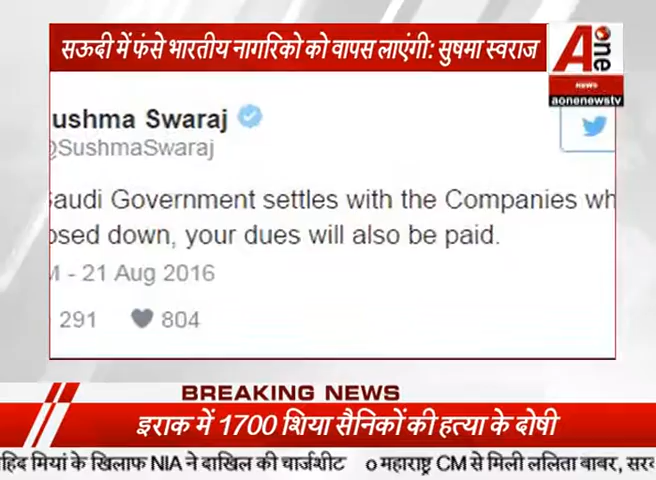 सऊदी में फंसे भारतीय नागरिको को वापस लाएंगी: सुषमा स्वराज
A one
news
aonenewstv
ushma Swaraj
@SushmaSwaraj
audi Government settles with the Companies wh
osed down, your dues will also be paid.
M - 21 Aug 2016
291 804
BREAKING NEWS
इराक में 1700 शिया सैनिकों की हत्या के दोषी
हिद मियां के खिलाफ NIA ने दाखिल की चार्जशीट o महाराष्ट्र CM से मिली ललिता बाबर, सर